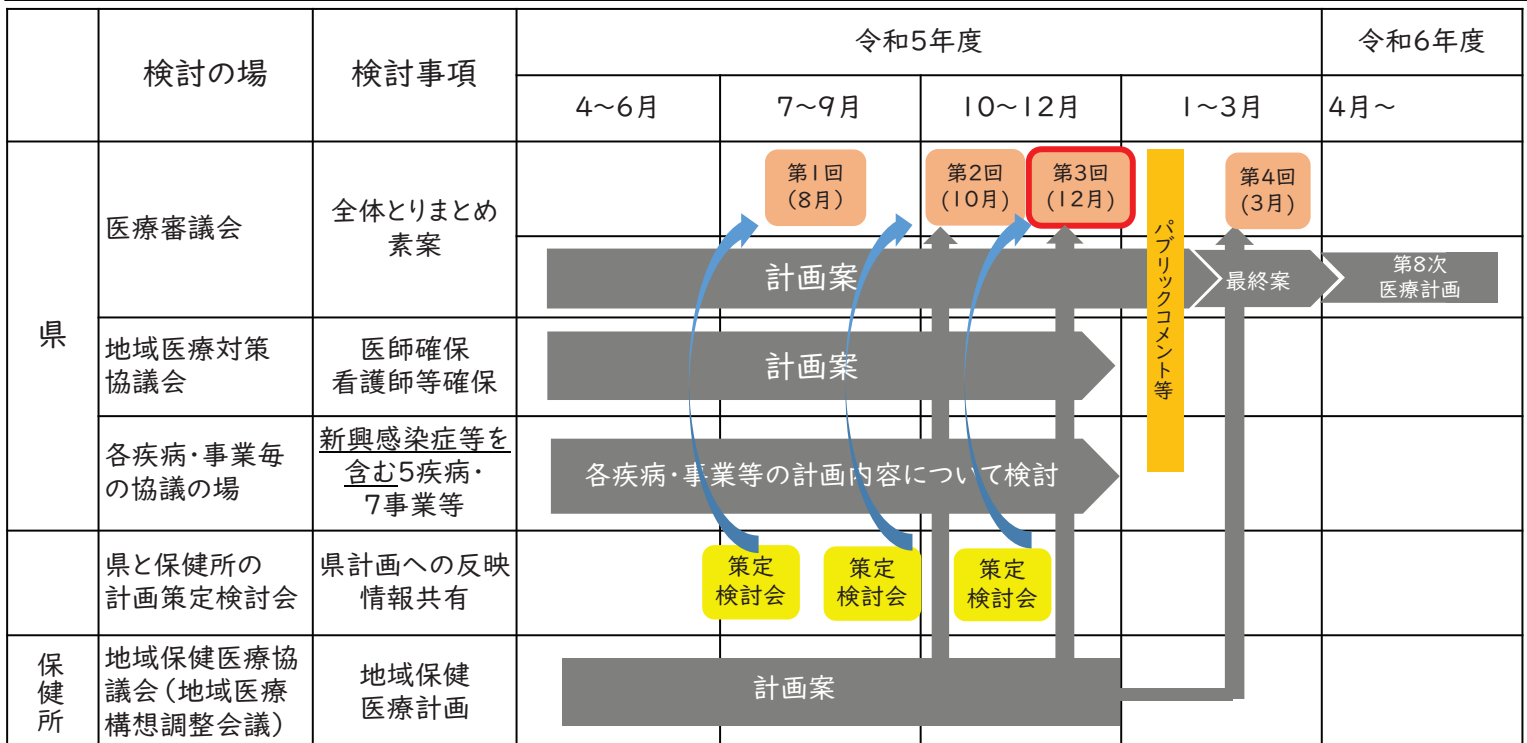 検討の場
検討事項
令和5年度
令和6年度
4~6月
7~9月
10~12月
1~3月
4月~
県
医療審議会
全体とりまとめ
素案
第1回
(8月)
第2回
(10月)
第3回
(12月)
第4回
(3月)
計画案
パブリックコメント等
最終案
第8次
医療計画
地域医療対策
協議会
医師確保
看護師等確保
計画案
各疾病・事業毎
の協議の場
新興感染症等を
含む5疾病・
7事業等
各疾病・事業等の計画内容について検討
県と保健所の
計画策定検討会
県計画への反映
情報共有
策定
検討会
策定
検討会
策定
検討会
保健所
地域保健医療協
議会(地域医療
構想調整会議)
地域保健
医療計画
計画案